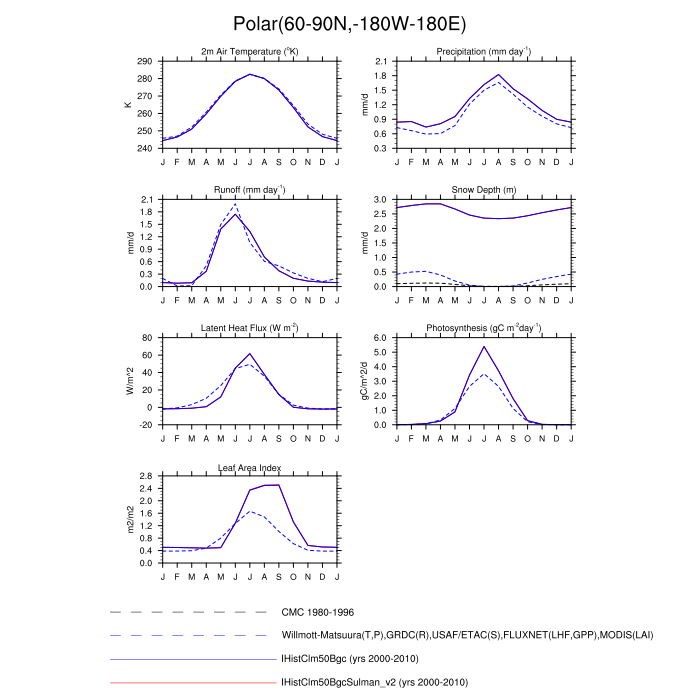 Polar(60-90N,-180W-180E)
2m Air Temperature (°K)
Precipitation (mm day⁻¹)
290
280
270
260
250
240
K
J F M A M J J A S O N D J
2.1
1.8
1.5
1.2
0.9
0.6
0.3
mm/d
J F M A M J J A S O N D J
Runoff (mm day⁻¹)
Snow Depth (m)
2.1
1.8
1.5
1.2
0.9
0.6
0.3
0.0
mm/d
J F M A M J J A S O N D J
3.0
2.5
2.0
1.5
1.0
0.5
0.0
mm/d
J F M A M J J A S O N D J
Latent Heat Flux (W m⁻²)
Photosynthesis (gC m⁻²day⁻¹)
80
60
40
20
0
-20
W/m^2
J F M A M J J A S O N D J
6.0
5.0
4.0
3.0
2.0
1.0
0.0
gC/m^2/d
J F M A M J J A S O N D J
Leaf Area Index
2.8
2.4
2.0
1.6
1.2
0.8
0.4
0.0
m2/m2
J F M A M J J A S O N D J
CMC 1980-1996
Willmott-Matsuura(T,P),GRDC(R),USAF/ETAC(S),FLUXNET(LHF,GPP),MODIS(LAI)
IHistClm50Bgc (yrs 2000-2010)
IHistClm50BgcSulman_v2 (yrs 2000-2010)